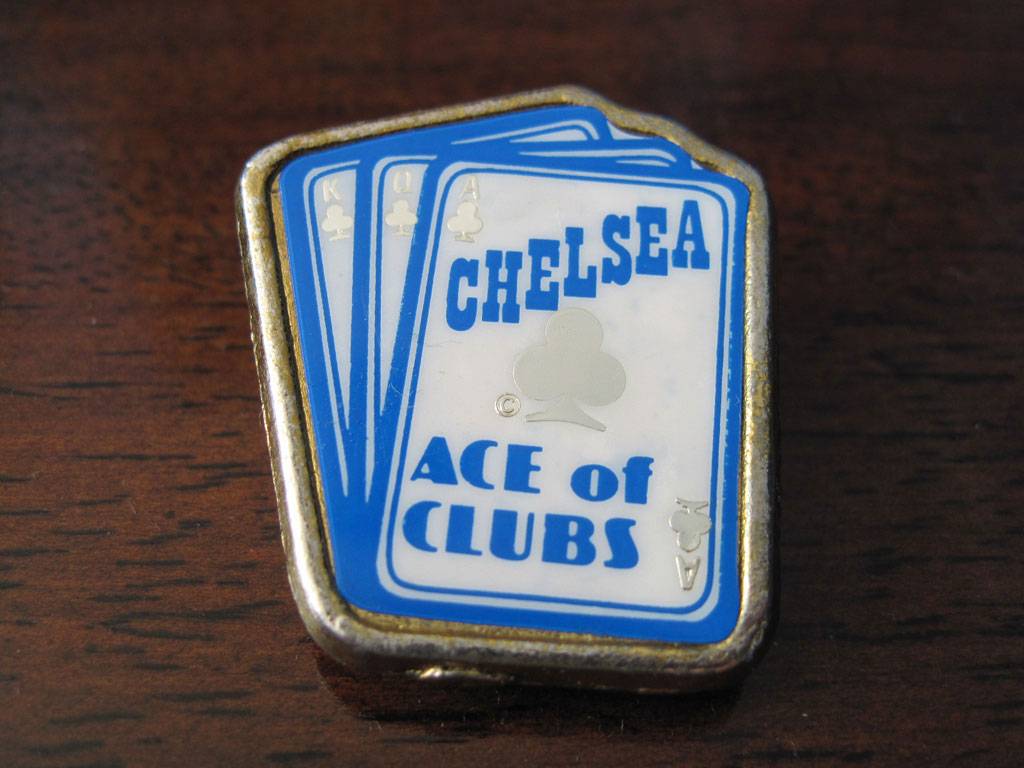 K Q A
CHELSEA
©
ACE of
CLUBS
A